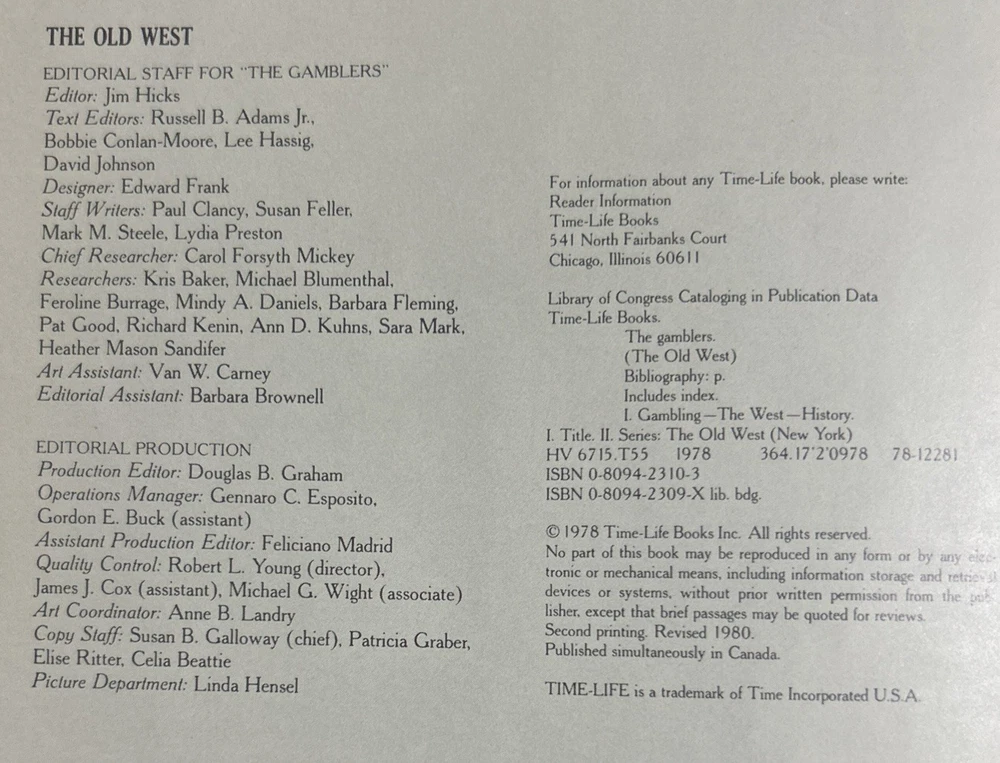 THE OLD WEST
EDITORIAL STAFF FOR "THE GAMBLERS"
Editor: Jim Hicks
Text Editors: Russell B. Adams Jr.,
Bobbie Conlan-Moore, Lee Hassig,
David Johnson
Designer: Edward Frank
Staff Writers: Paul Clancy, Susan Feller,
Mark M. Steele, Lydia Preston
Chief Researcher: Carol Forsyth Mickey
Researchers: Kris Baker, Michael Blumenthal,
Feroline Burrage, Mindy A. Daniels, Barbara Fleming,
Pat Good, Richard Kenin, Ann D. Kuhns, Sara Mark,
Heather Mason Sandifer
Art Assistant: Van W. Carney
Editorial Assistant: Barbara Brownell
EDITORIAL PRODUCTION
Production Editor: Douglas B. Graham
Operations Manager: Gennaro C. Esposito,
Gordon E. Buck (assistant)
Assistant Production Editor: Feliciano Madrid
Quality Control: Robert L. Young (director),
James J. Cox (assistant), Michael G. Wight (associate)
Art Coordinator: Anne B. Landry
Copy Staff: Susan B. Galloway (chief), Patricia Graber,
Elise Ritter, Celia Beattie
Picture Department: Linda Hensel
For information about any Time-Life book, please write:
Reader Information
Time-Life Books
541 North Fairbanks Court
Chicago, Illinois 60611
Library of Congress Cataloging in Publication Data
Time-Life Books.
The gamblers.
(The Old West)
Bibliography: p.
Includes index.
1. Gambling—The West—History.
I. Title. II. Series: The Old West (New York)
HV 6715.T55 1978 364.17'2'0978 78-12281
ISBN 0-8094-2310-3
ISBN 0-8094-2309-X lib. bdg.
© 1978 Time-Life Books Inc. All rights reserved.
No part of this book may be reproduced in any form or by any elec-
tronic or mechanical means, including information storage and retrieval
devices or systems, without prior written permission from the pub-
lisher, except that brief passages may be quoted for reviews.
Second printing. Revised 1980.
Published simultaneously in Canada.
TIME-LIFE is a trademark of Time Incorporated U.S.A.